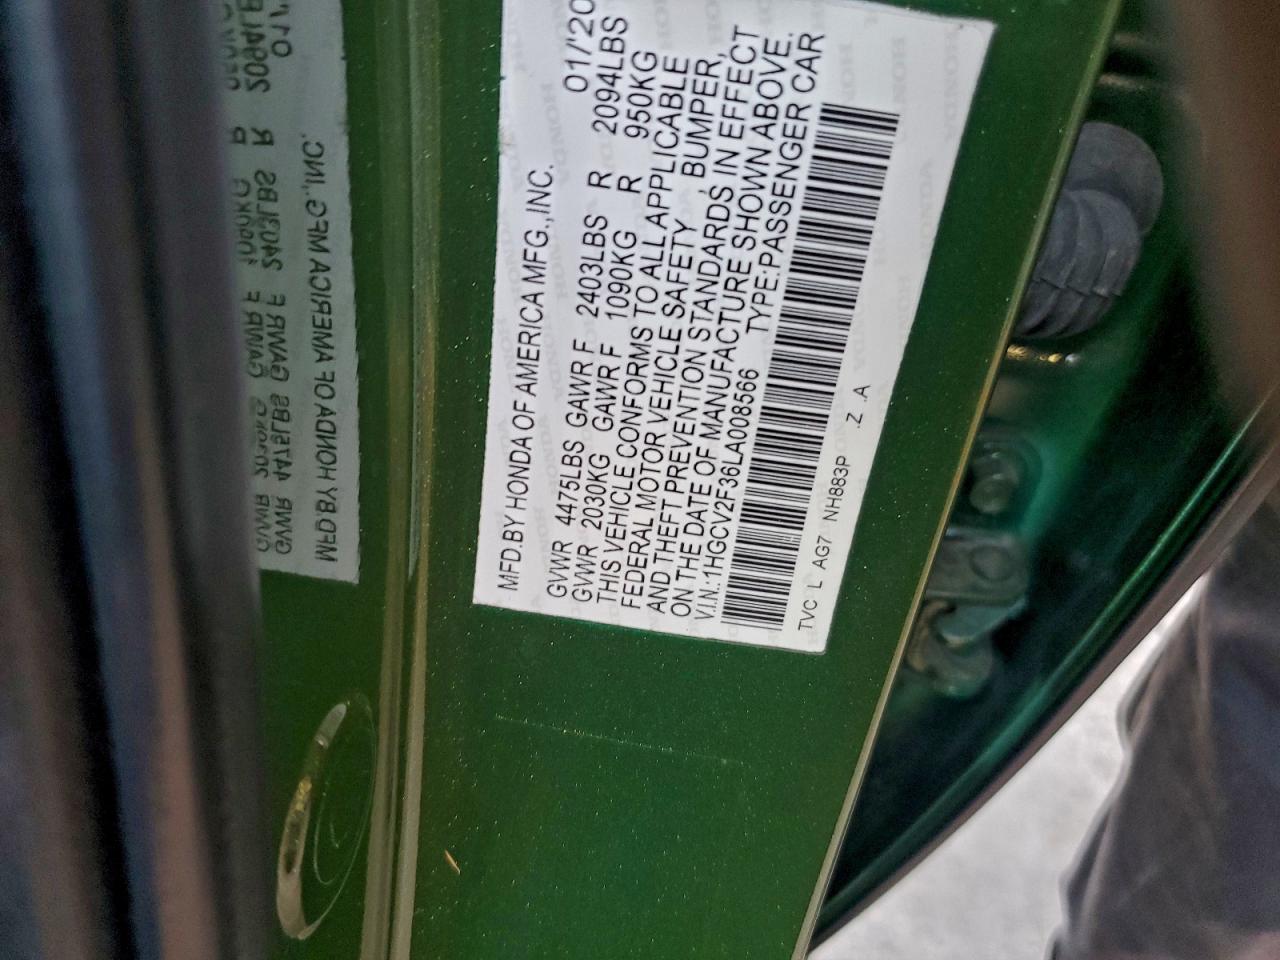 MFD.BY HONDA OF AMERICA MFG.,INC. 01/'20
GVWR 4475LBS GAWR F 2403LBS R 2094LBS
GVWR 2030KG GAWR F 1090KG R 950KG
THIS VEHICLE CONFORMS TO ALL APPLICABLE
FEDERAL MOTOR VEHICLE SAFETY, BUMPER,
AND THEFT PREVENTION STANDARDS, IN EFFECT
ON THE DATE OF MANUFACTURE SHOWN ABOVE.
V.I.N.:1HGCV2F36LA008566 TYPE:PASSENGER CAR
TVC L AG7 NH883P .Z .A